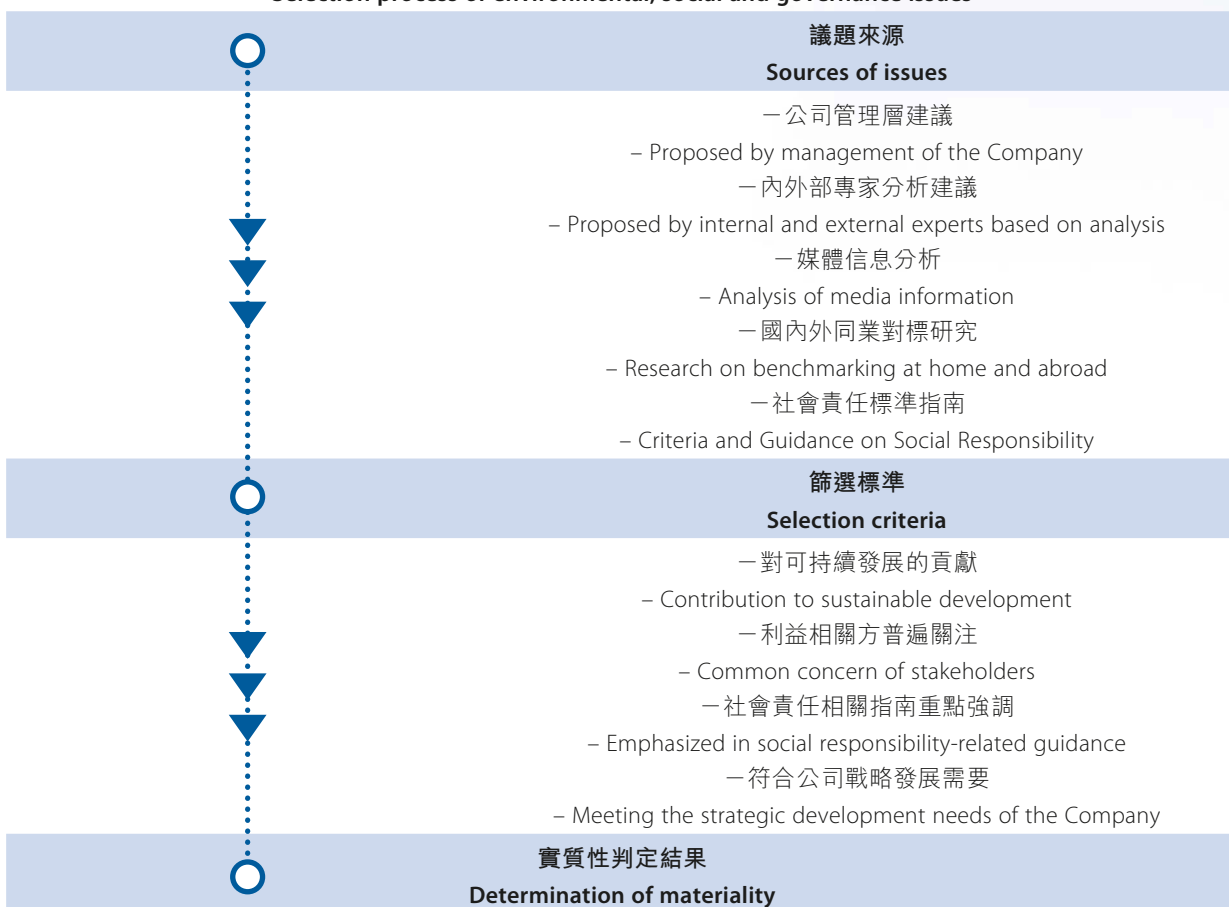 Selection process of environmental, social and governance issues
議題來源
Sources of issues
－公司管理層建議
– Proposed by management of the Company
－內外部專家分析建議
– Proposed by internal and external experts based on analysis
－媒體信息分析
– Analysis of media information
－國內外同業對標研究
– Research on benchmarking at home and abroad
－社會責任標準指南
– Criteria and Guidance on Social Responsibility
篩選標準
Selection criteria
－對可持續發展的貢獻
– Contribution to sustainable development
－利益相關方普遍關注
– Common concern of stakeholders
－社會責任相關指南重點強調
– Emphasized in social responsibility-related guidance
－符合公司戰略發展需要
– Meeting the strategic development needs of the Company
實質性判定結果
Determination of materiality